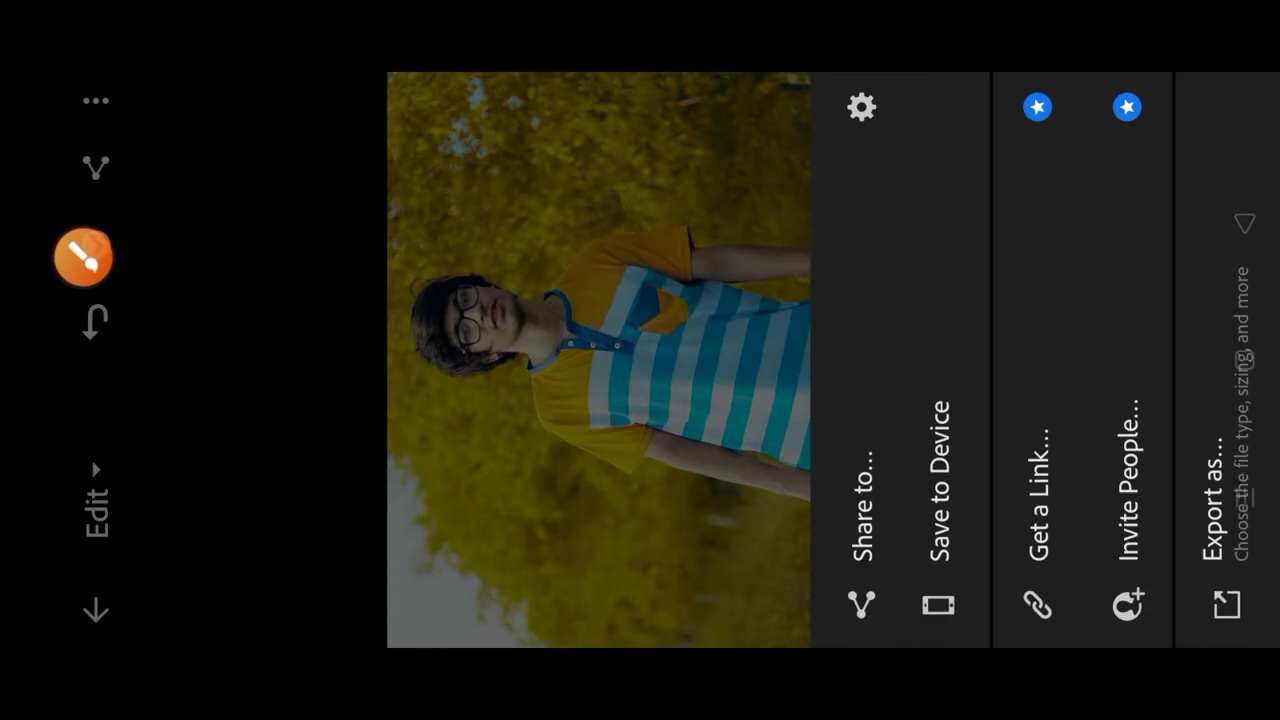 Edit
Share to...
Save to Device
Get a Link...
Invite People...
Export as...
Choose the file type, sizing, and more